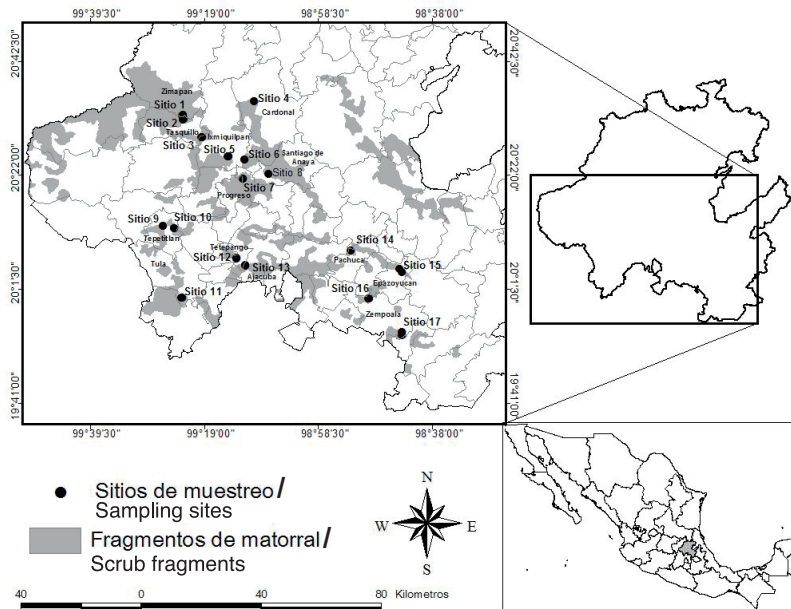 99°39'30" 99°19'00" 98°58'30" 98°38'00"
20°42'30" 20°42'30"
Zimapan
Sitio 1
Sitio 4
Cardonal
Sitio 2
Tasquillo
Ixmiquilpan
Sitio 3
Sitio 5
Sitio 6
Santiago de
Anaya
Sitio 8
20°22'00" 20°22'00"
Sitio 7
Progreso
Sitio 9
Sitio 10
Tepetitlan
Sitio 14
Tetepango
Pachuca
Sitio 12
Sitio 13
Sitio 15
Tula
Ajacuba
Epazoyucan
20°11'30" 20°11'30"
Sitio 11
Sitio 16
Zempoala
Sitio 17
19°41'00" 19°41'00"
99°39'30" 99°19'00" 98°58'30" 98°38'00"
Sitios de muestreo/
Sampling sites
Fragmentos de matorral/
Scrub fragments
N
W E
S
40 0 40 80 Kilometros